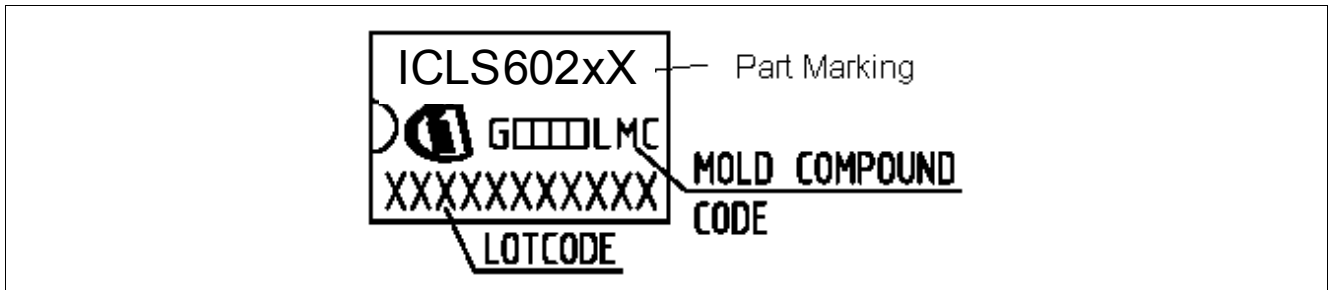 ICLS602xX
Part Marking
G□□□□LMC
XXXXXXXXXXX
MOLD COMPOUND
CODE
LOTCODE